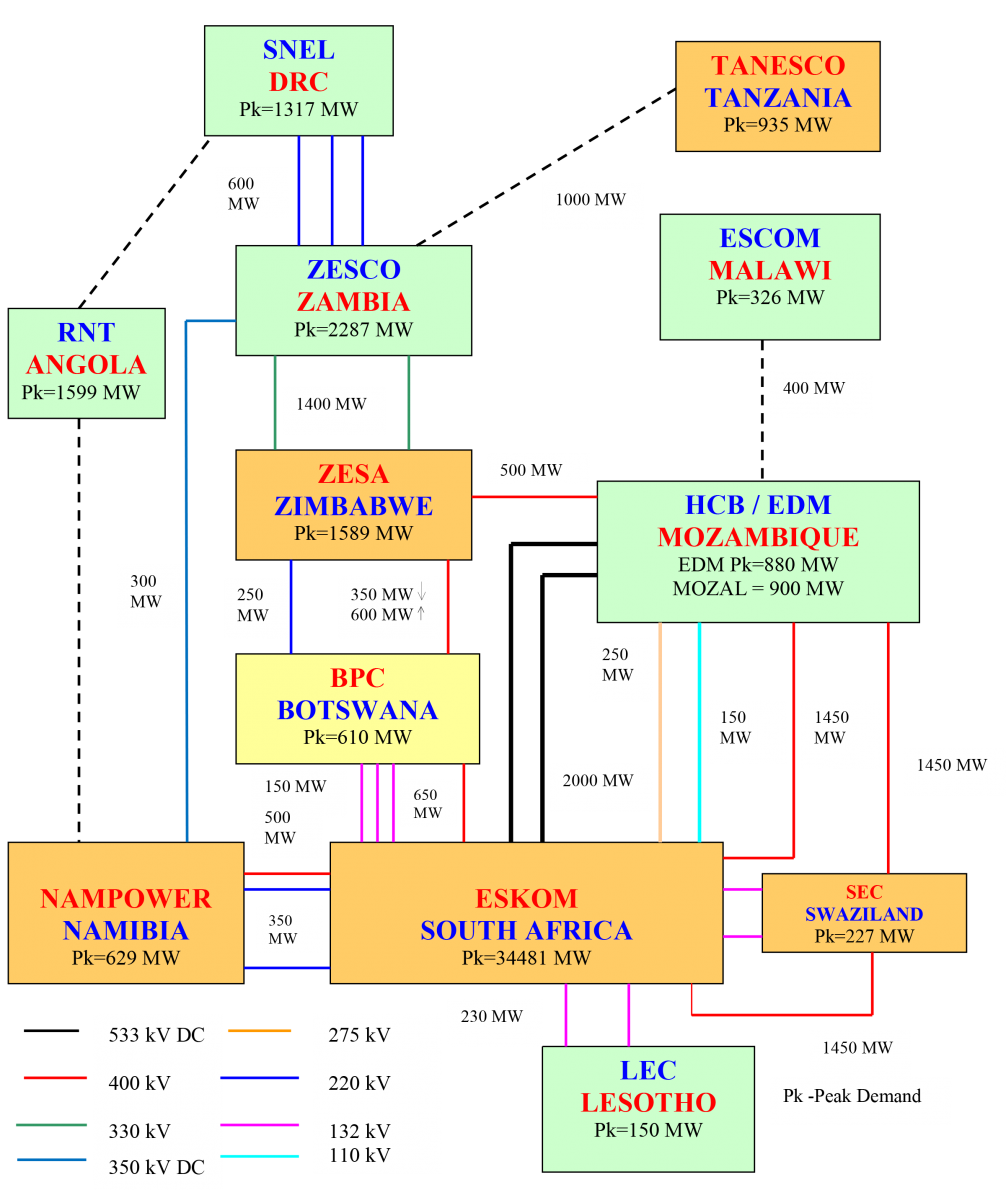 SNEL
DRC
Pk=1317 MW
TANESCO
TANZANIA
Pk=935 MW
600
MW
1000 MW
ESCOM
MALAWI
Pk=326 MW
ZESCO
ZAMBIA
Pk=2287 MW
RNT
ANGOLA
Pk=1599 MW
400 MW
1400 MW
ZESA
ZIMBABWE
Pk=1589 MW
500 MW
HCB / EDM
MOZAMBIQUE
EDM Pk=880 MW
MOZAL = 900 MW
300
MW
250
MW
350 MW ↓
600 MW ↑
250
MW
BPC
BOTSWANA
Pk=610 MW
150
MW
1450
MW
1450 MW
150 MW
650
MW
2000 MW
500
MW
NAMPOWER
NAMIBIA
Pk=629 MW
350
MW
ESKOM
SOUTH AFRICA
Pk=34481 MW
SEC
SWAZILAND
Pk=227 MW
230 MW
1450 MW
LEC
LESOTHO
Pk=150 MW
Pk -Peak Demand
533 kV DC
275 kV
400 kV
220 kV
330 kV
132 kV
350 kV DC
110 kV